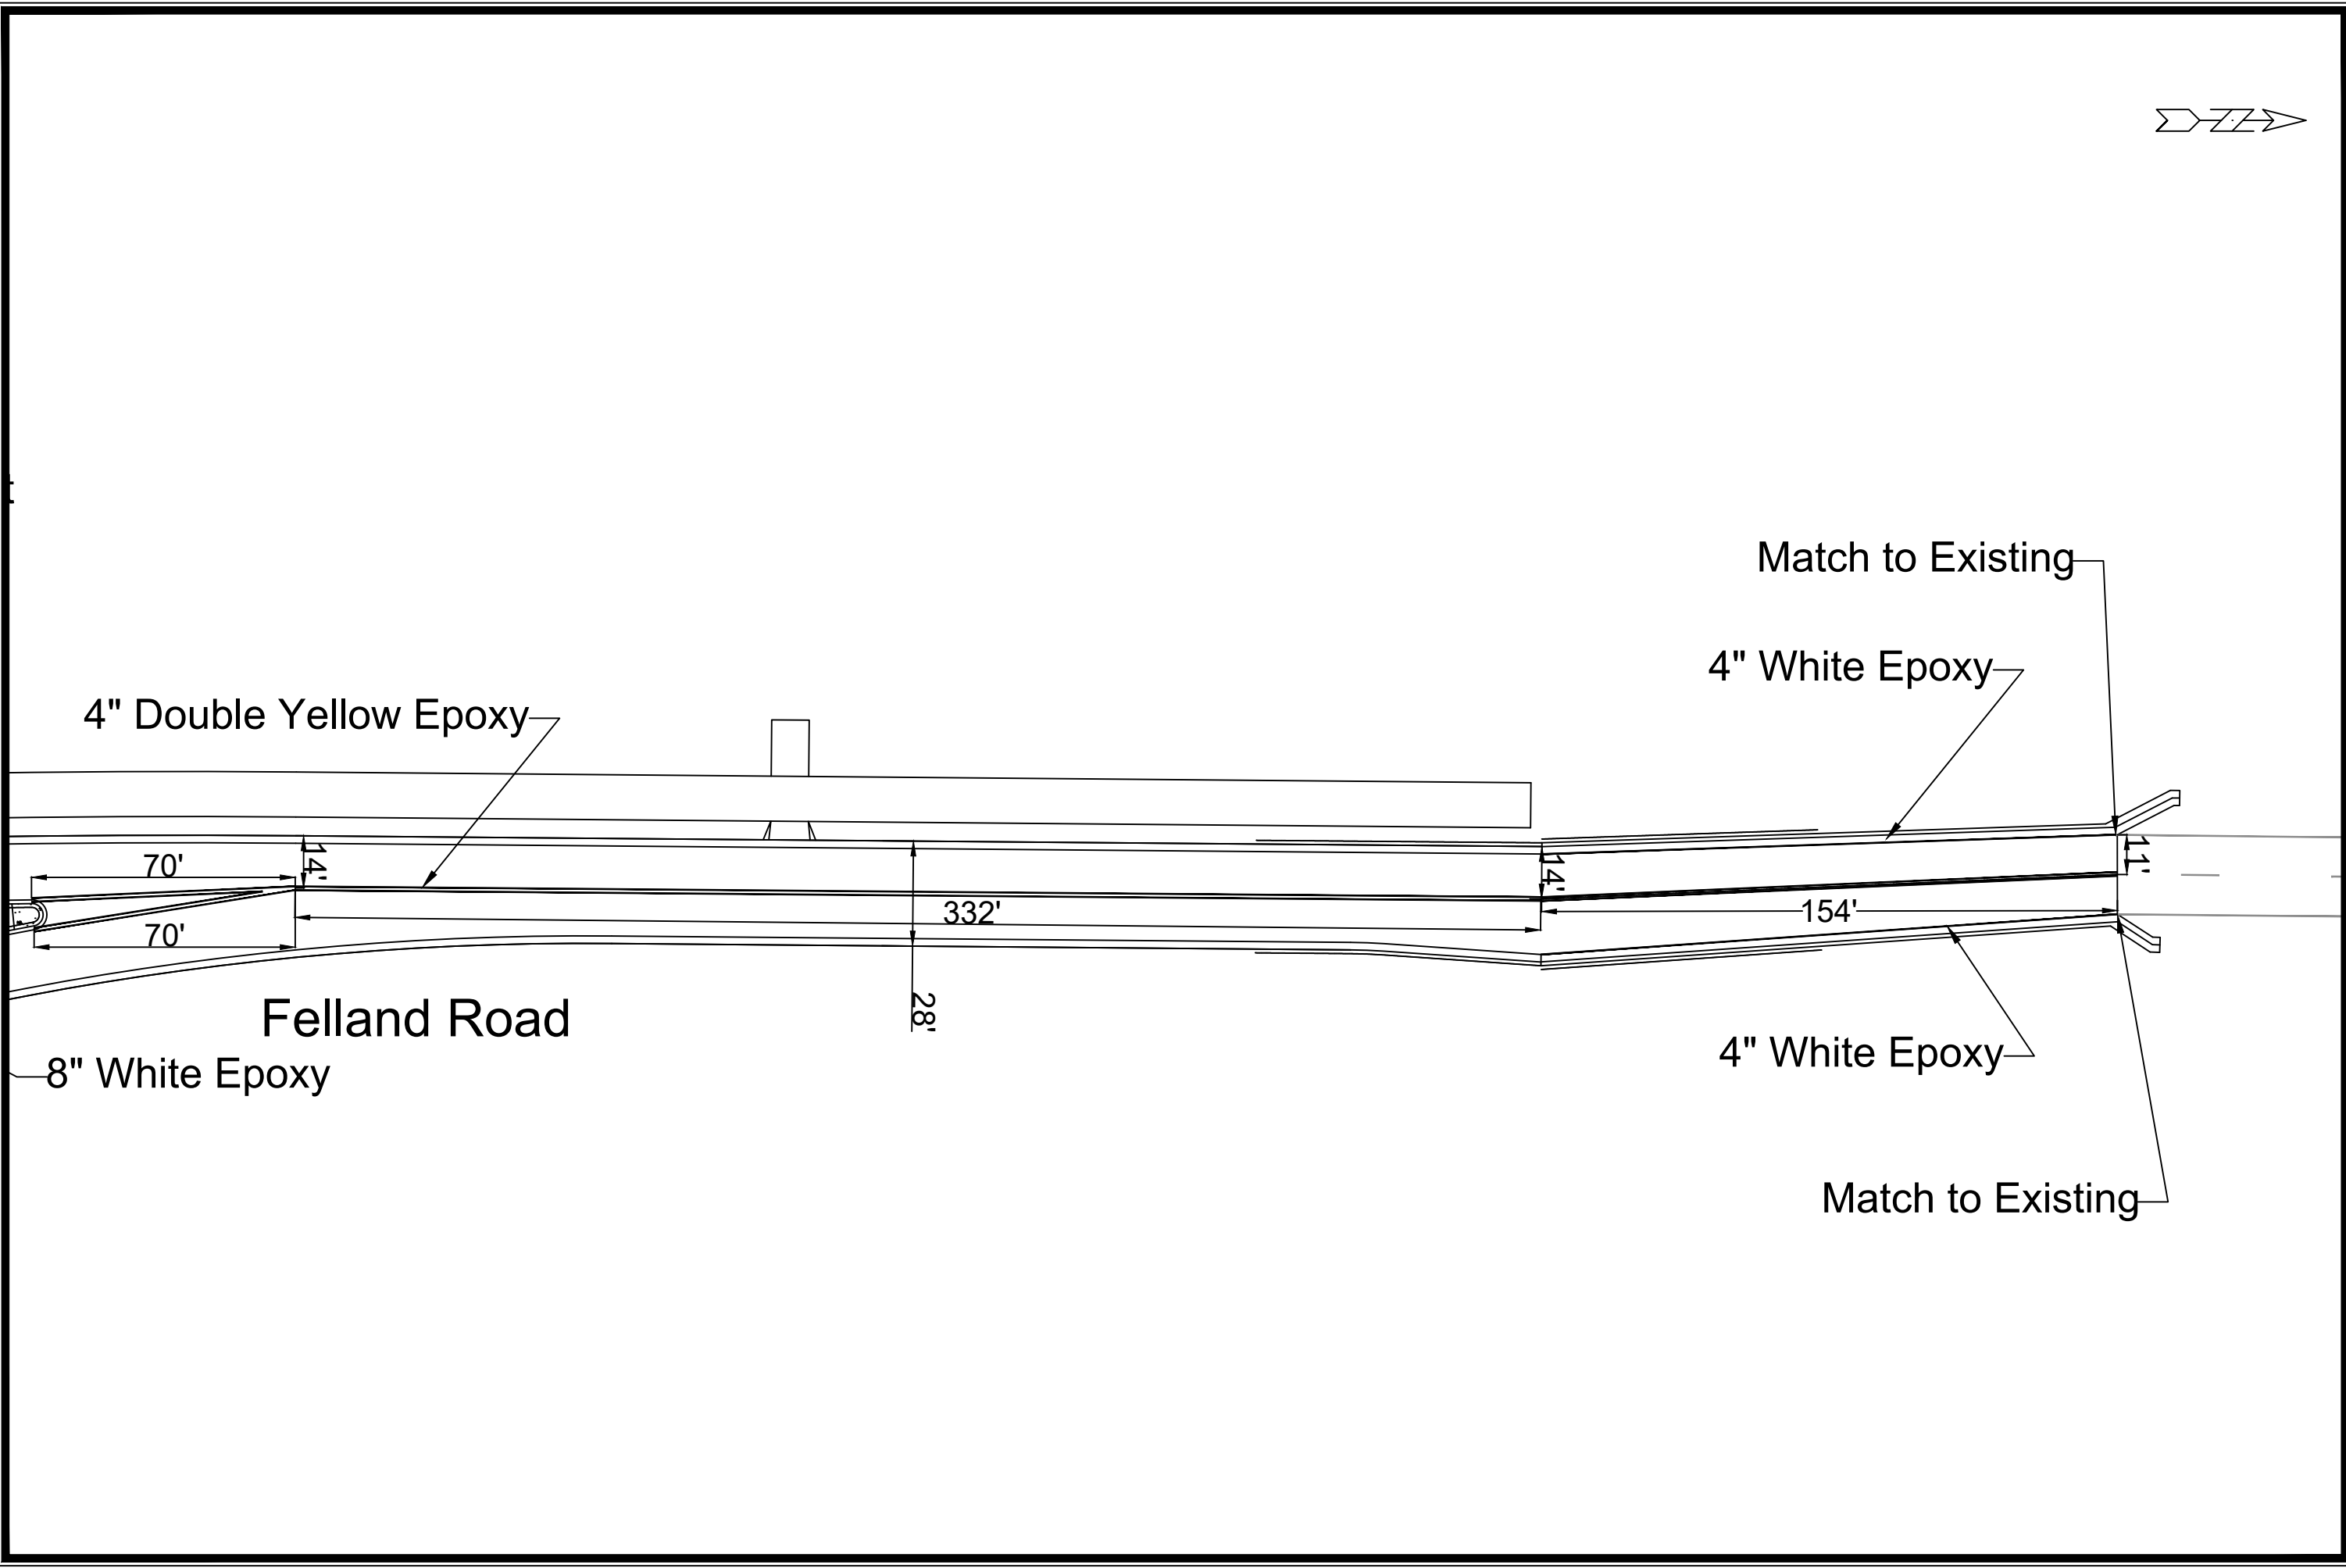 Match to Existing
4" White Epoxy
4" Double Yellow Epoxy
70'
14'
14'
11'
332'
154'
70'
28'
Felland Road
4" White Epoxy
8" White Epoxy
Match to Existing